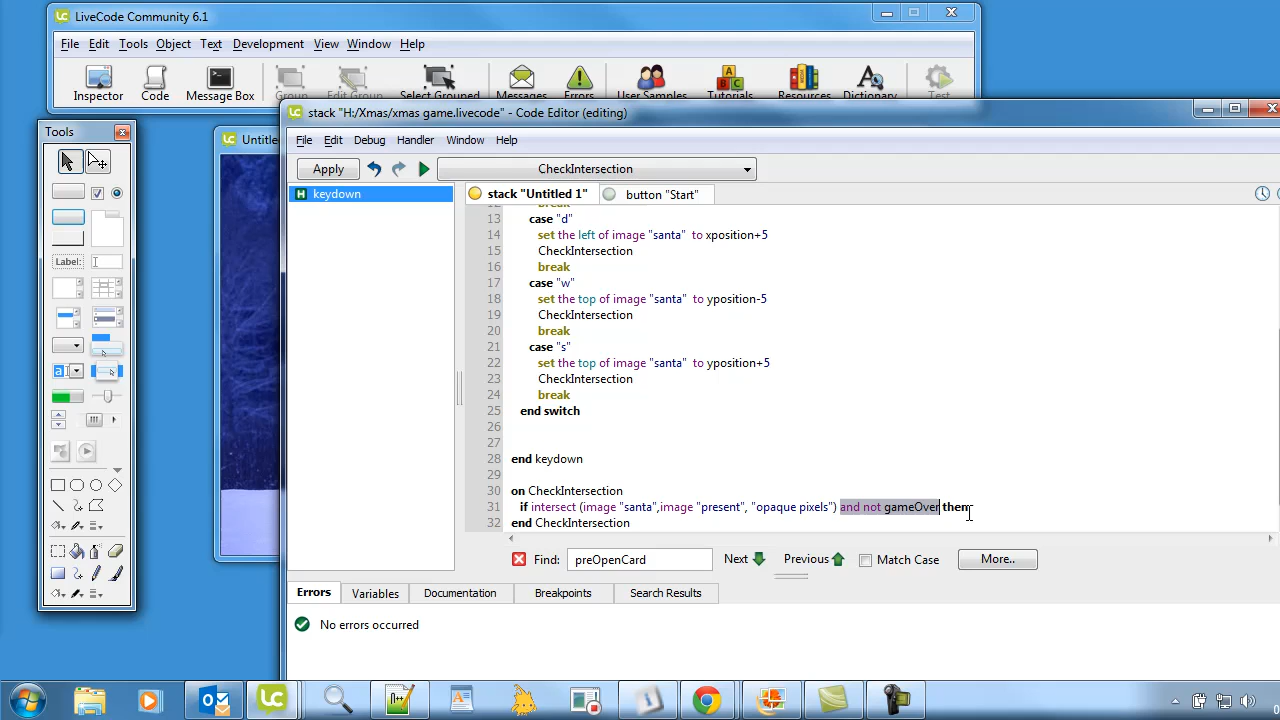 LiveCode Community 6.1
File Edit Tools Object Text Development View Window Help
Inspector Code Message Box Group Edit Group Select Grouped Messages Errors User Samples Tutorials Resources Dictionary Test
stack "H:/Xmas/xmas game.livecode" - Code Editor (editing)
Tools
File Edit Debug Handler Window Help
Apply CheckIntersection
keydown
stack "Untitled 1" button "Start"
12 break
13 case "d"
14 set the left of image "santa" to xposition+5
15 CheckIntersection
16 break
17 case "w"
18 set the top of image "santa" to yposition-5
19 CheckIntersection
20 break
21 case "s"
22 set the top of image "santa" to yposition+5
23 CheckIntersection
24 break
25 end switch
26
27
28 end keydown
29
30 on CheckIntersection
31 if intersect (image "santa",image "present", "opaque pixels") and not gameOver then
32 end CheckIntersection
Label:
Find: preOpenCard Next Previous Match Case More..
Errors Variables Documentation Breakpoints Search Results
No errors occurred